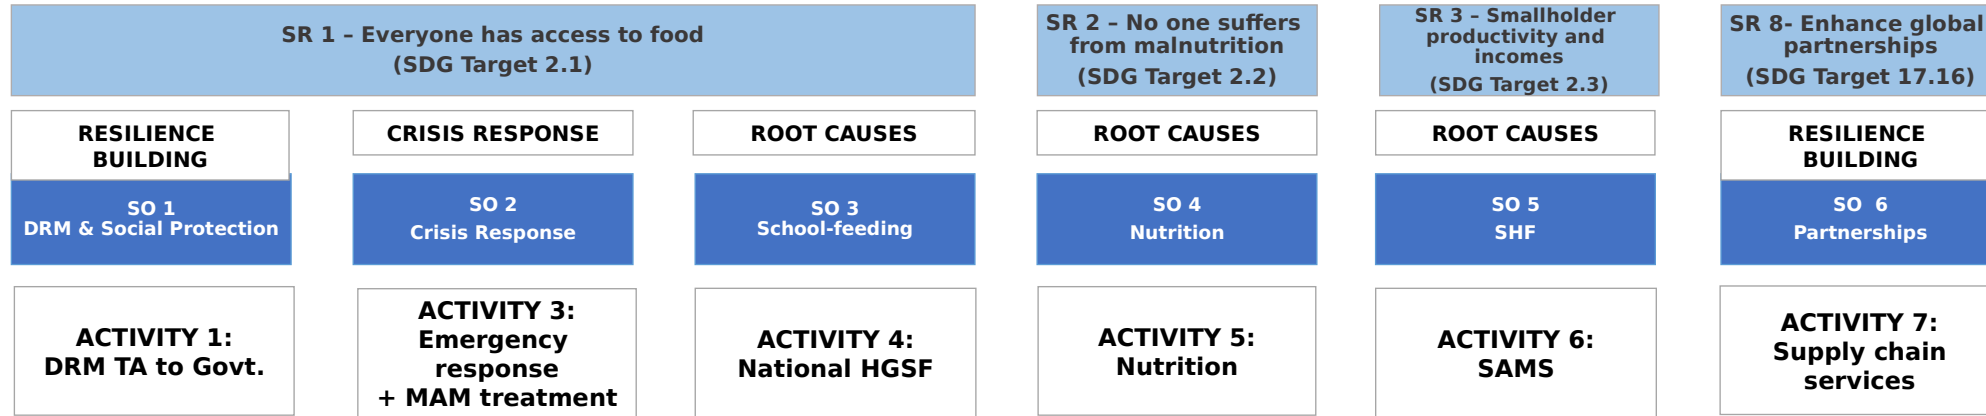 SR 1 – Everyone has access to food
(SDG Target 2.1)
SR 2 – No one suffers
from malnutrition
(SDG Target 2.2)
SR 3 – Smallholder
productivity and
incomes
(SDG Target 2.3)
SR 8- Enhance global
partnerships
(SDG Target 17.16)
RESILIENCE
BUILDING
CRISIS RESPONSE
ROOT CAUSES
ROOT CAUSES
ROOT CAUSES
RESILIENCE
BUILDING
SO 1
DRM & Social Protection
SO 2
Crisis Response
SO 3
School-feeding
SO 4
Nutrition
SO 5
SHF
SO 6
Partnerships
ACTIVITY 1:
DRM TA to Govt.
ACTIVITY 3:
Emergency
response
+ MAM treatment
ACTIVITY 4:
National HGSF
ACTIVITY 5:
Nutrition
ACTIVITY 6:
SAMS
ACTIVITY 7:
Supply chain
services